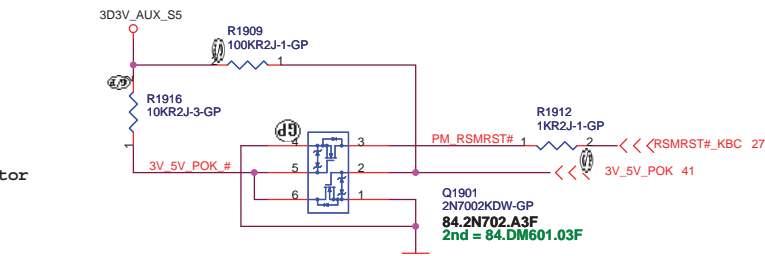 3D3V_AUX_S5
R1909
100KR2J-1-GP
2
1
R1916
10KR2J-3-GP
1
GP
4
3
PM_RSMRST#
R1912
1KR2J-1-GP
1
2
RSMRST#_KBC 27
tor
3V_5V_POK_#
5
2
3V_5V_POK 41
6
1
Q1901
2N7002KDW-GP
84.2N702.A3F
2nd = 84.DM601.03F